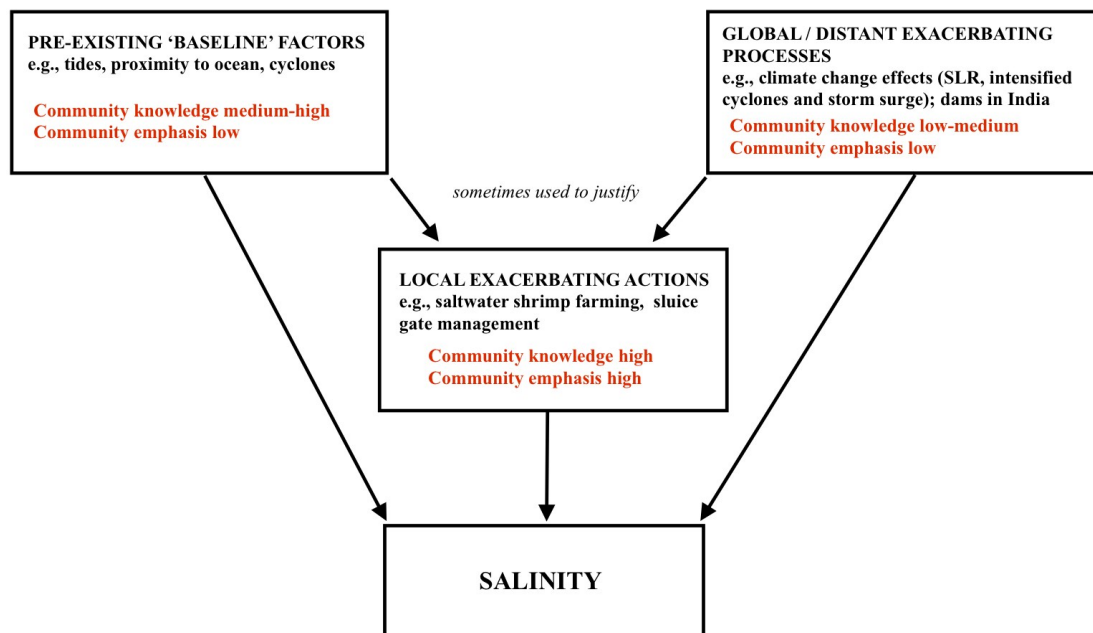 PRE-EXISTING ‘BASELINE’ FACTORS
e.g., tides, proximity to ocean, cyclones
Community knowledge medium-high
Community emphasis low
GLOBAL / DISTANT EXACERBATING
PROCESSES
e.g., climate change effects (SLR, intensified
cyclones and storm surge); dams in India
Community knowledge low-medium
Community emphasis low
sometimes used to justify
LOCAL EXACERBATING ACTIONS
e.g., saltwater shrimp farming, sluice
gate management
Community knowledge high
Community emphasis high
SALINITY